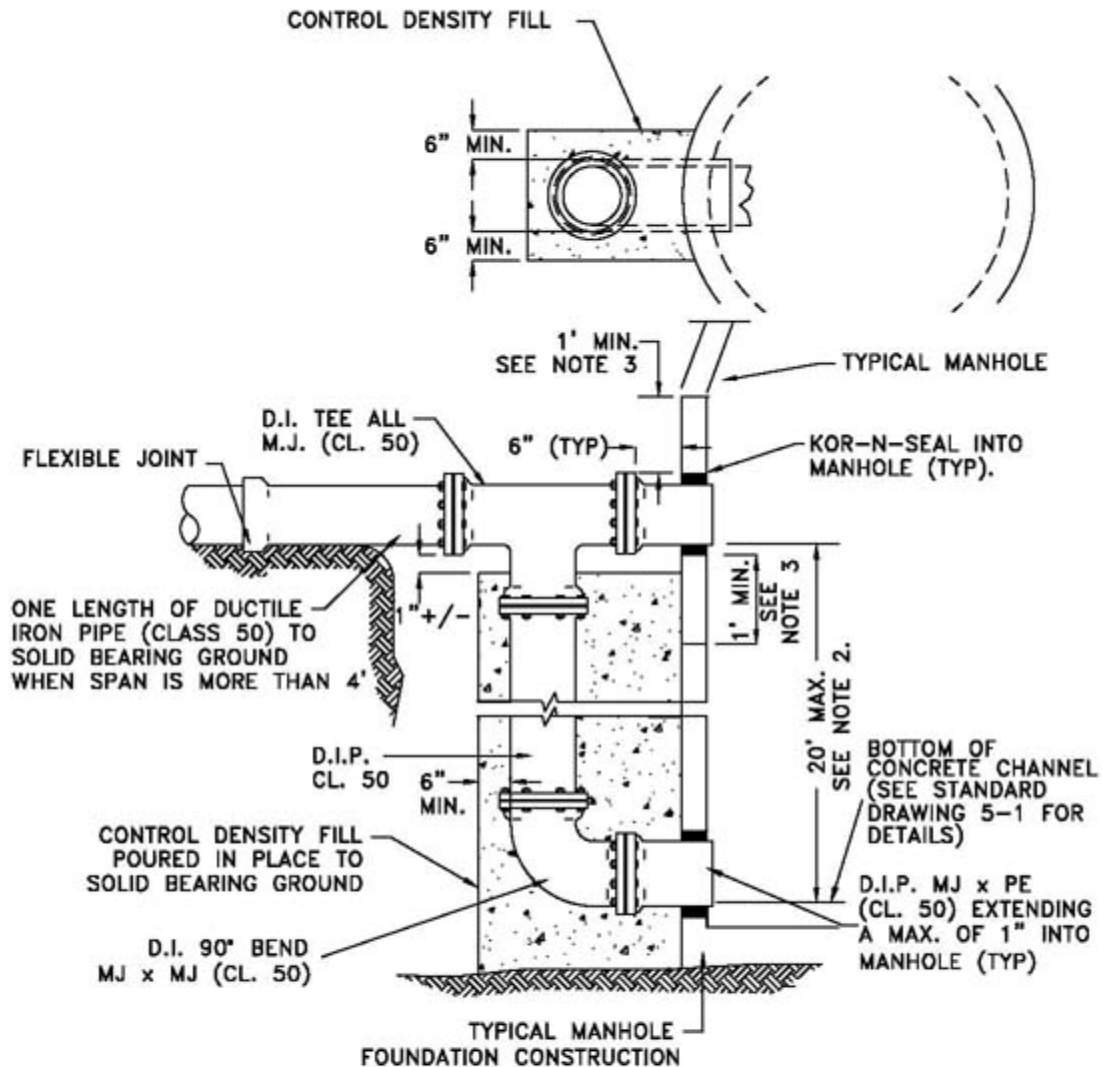 CONTROL DENSITY FILL
6" MIN.
6" MIN.
1' MIN.
SEE NOTE 3
TYPICAL MANHOLE
D.I. TEE ALL
M.J. (CL. 50)
6" (TYP)
KOR-N-SEAL INTO
MANHOLE (TYP).
FLEXIBLE JOINT
ONE LENGTH OF DUCTILE
IRON PIPE (CLASS 50) TO
SOLID BEARING GROUND
WHEN SPAN IS MORE THAN 4'
1"+/-
1' MIN.
SEE
NOTE 3
20' MAX.
SEE NOTE 2.
D.I.P.
CL. 50
6"
MIN.
BOTTOM OF
CONCRETE CHANNEL
(SEE STANDARD
DRAWING 5-1 FOR
DETAILS)
CONTROL DENSITY FILL
POURED IN PLACE TO
SOLID BEARING GROUND
D.I.P. MJ x PE
(CL. 50) EXTENDING
A MAX. OF 1" INTO
MANHOLE (TYP)
D.I. 90° BEND
MJ x MJ (CL. 50)
TYPICAL MANHOLE
FOUNDATION CONSTRUCTION